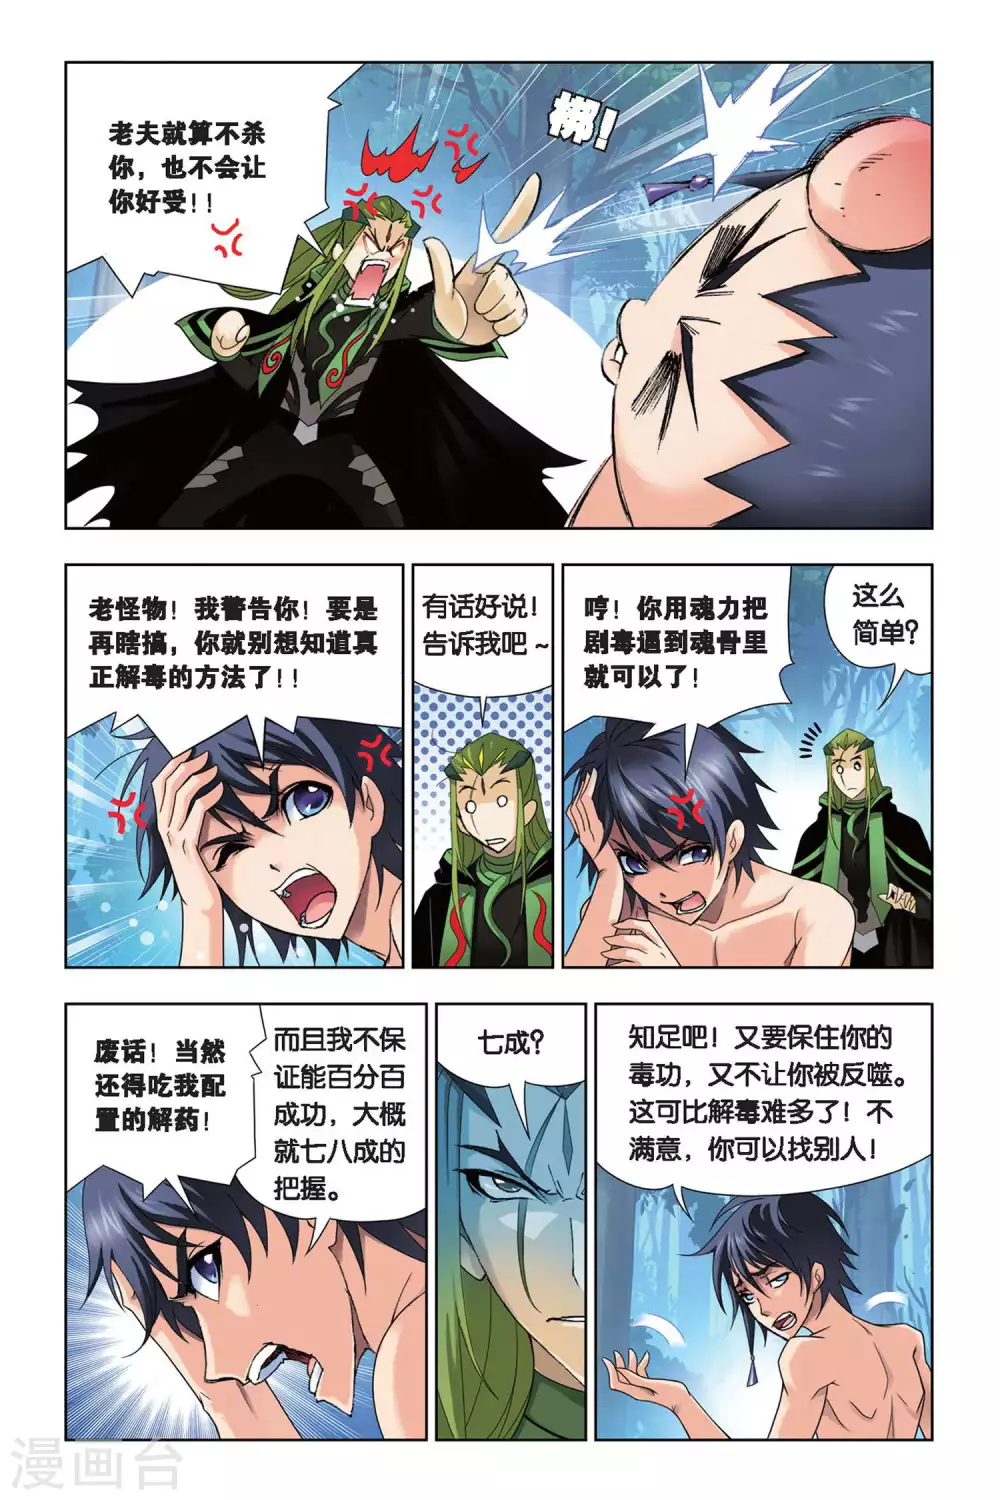 老夫就算不杀
你，也不会让
你好受！！
梆！
老怪物！我警告你！要是
再瞎搞，你就别想知道真
正解毒的方法了！！
有话好说！
告诉我吧～
哼！你用魂力把
剧毒逼到魂骨里
就可以了！
这么
简单？
废话！当然
还得吃我配
置的解药！
而且我不保
证能百分百
成功，大概
就七八成的
把握。
七成？
知足吧！又要保住你的
毒功，又不让你被反噬。
这可比解毒难多了！不
满意，你可以找别人！
漫画台